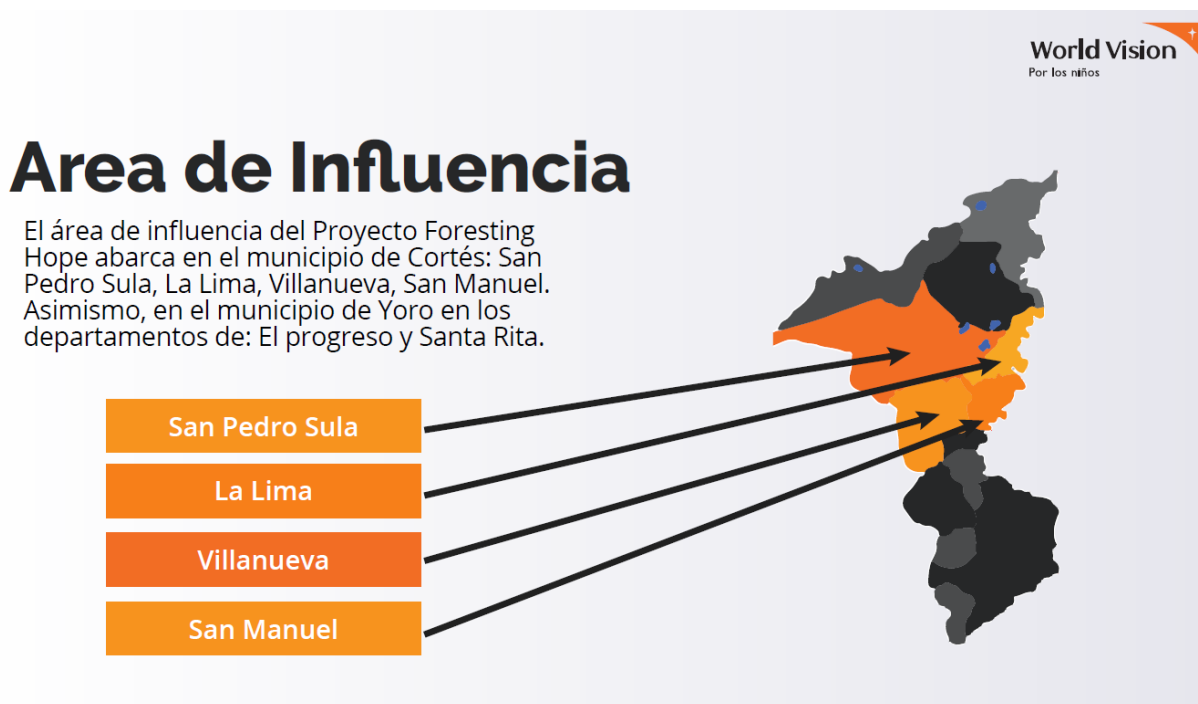 World Vision
Por los niños
Area de Influencia
El área de influencia del Proyecto Foresting
Hope abarca en el municipio de Cortés: San
Pedro Sula, La Lima, Villanueva, San Manuel.
Asimismo, en el municipio de Yoro en los
departamentos de: El progreso y Santa Rita.
San Pedro Sula
La Lima
Villanueva
San Manuel